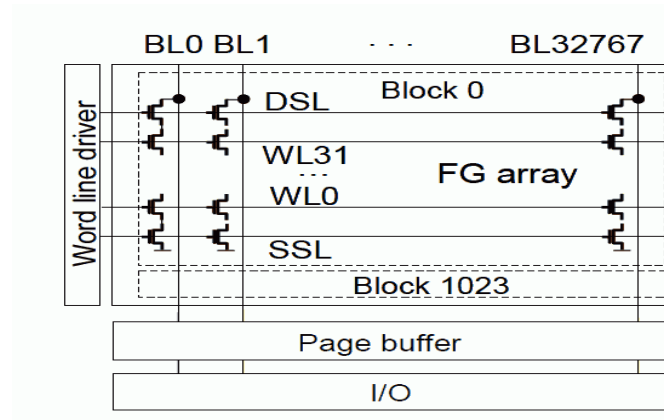 BL0 BL1 · · · BL32767
Block 0
DSL
WL31
· · ·
WL0
FG array
SSL
Block 1023
Word line driver
Page buffer
I/O